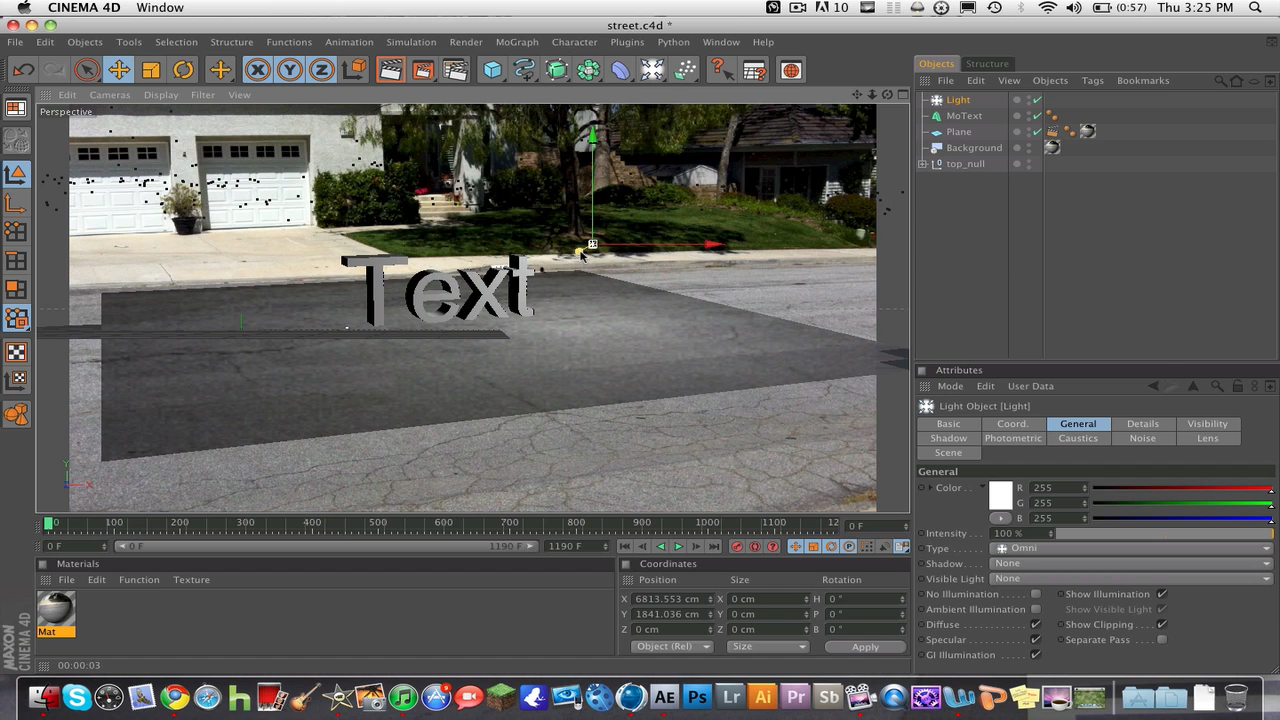 CINEMA 4D Window
10
(0:57) Thu 3:25 PM
street.c4d *
File Edit Objects Tools Selection Structure Functions Animation Simulation Render MoGraph Character Plugins Python Window Help
X Y Z
Objects Structure
File Edit View Objects Tags Bookmarks
Edit Cameras Display Filter View
Perspective
Light
MoText
Plane
Background
top_null
Text
Y
X
Attributes
Mode Edit User Data
Light Object [Light]
Basic Coord. General Details Visibility
Shadow Photometric Caustics Noise Lens
Scene
General
Color . . R 255
G 255
B 255
Intensity 100 %
Type Omni
Shadow None
Visible Light None
No Illumination Show Illumination
Ambient Illumination Show Visible Light
Diffuse Show Clipping
Specular Separate Pass
GI Illumination
0 100 200 300 400 500 600 700 800 900 1000 1100 12 0 F
0 F 0 F 1190 F 1190 F
Materials
File Edit Function Texture
Mat
Coordinates
Position Size Rotation
X 6813.553 cm X 0 cm H 0 °
Y 1841.036 cm Y 0 cm P 0 °
Z 0 cm Z 0 cm B 0 °
Object (Rel) Size Apply
00:00:03
MAXON CINEMA 4D
h AE Ps Lr Ai Pr Sb W P